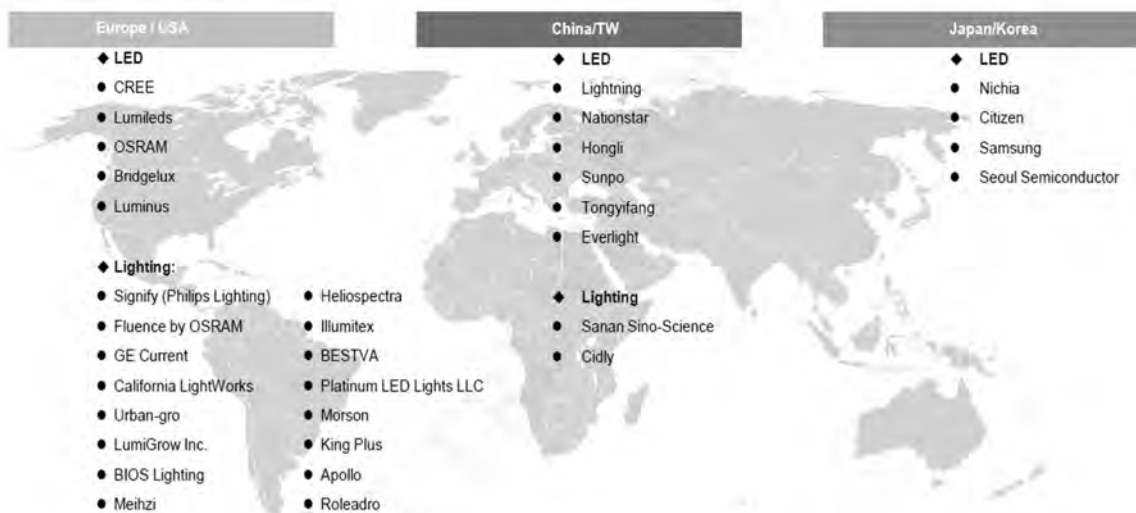 Europe / USA
◆ LED
● CREE
● Lumileds
● OSRAM
● Bridgelux
● Luminus
◆ Lighting:
● Signify (Philips Lighting)
● Fluence by OSRAM
● GE Current
● California LightWorks
● Urban-gro
● LumiGrow Inc.
● BIOS Lighting
● Meihzi
● Heliospectra
● Illumitex
● BESTVA
● Platinum LED Lights LLC
● Morson
● King Plus
● Apollo
● Roleadro
China/TW
◆ LED
● Lightning
● Nationstar
● Hongli
● Sunpo
● Tongyifang
● Everlight
◆ Lighting
● Sanan Sino-Science
● Cidly
Japan/Korea
◆ LED
● Nichia
● Citizen
● Samsung
● Seoul Semiconductor